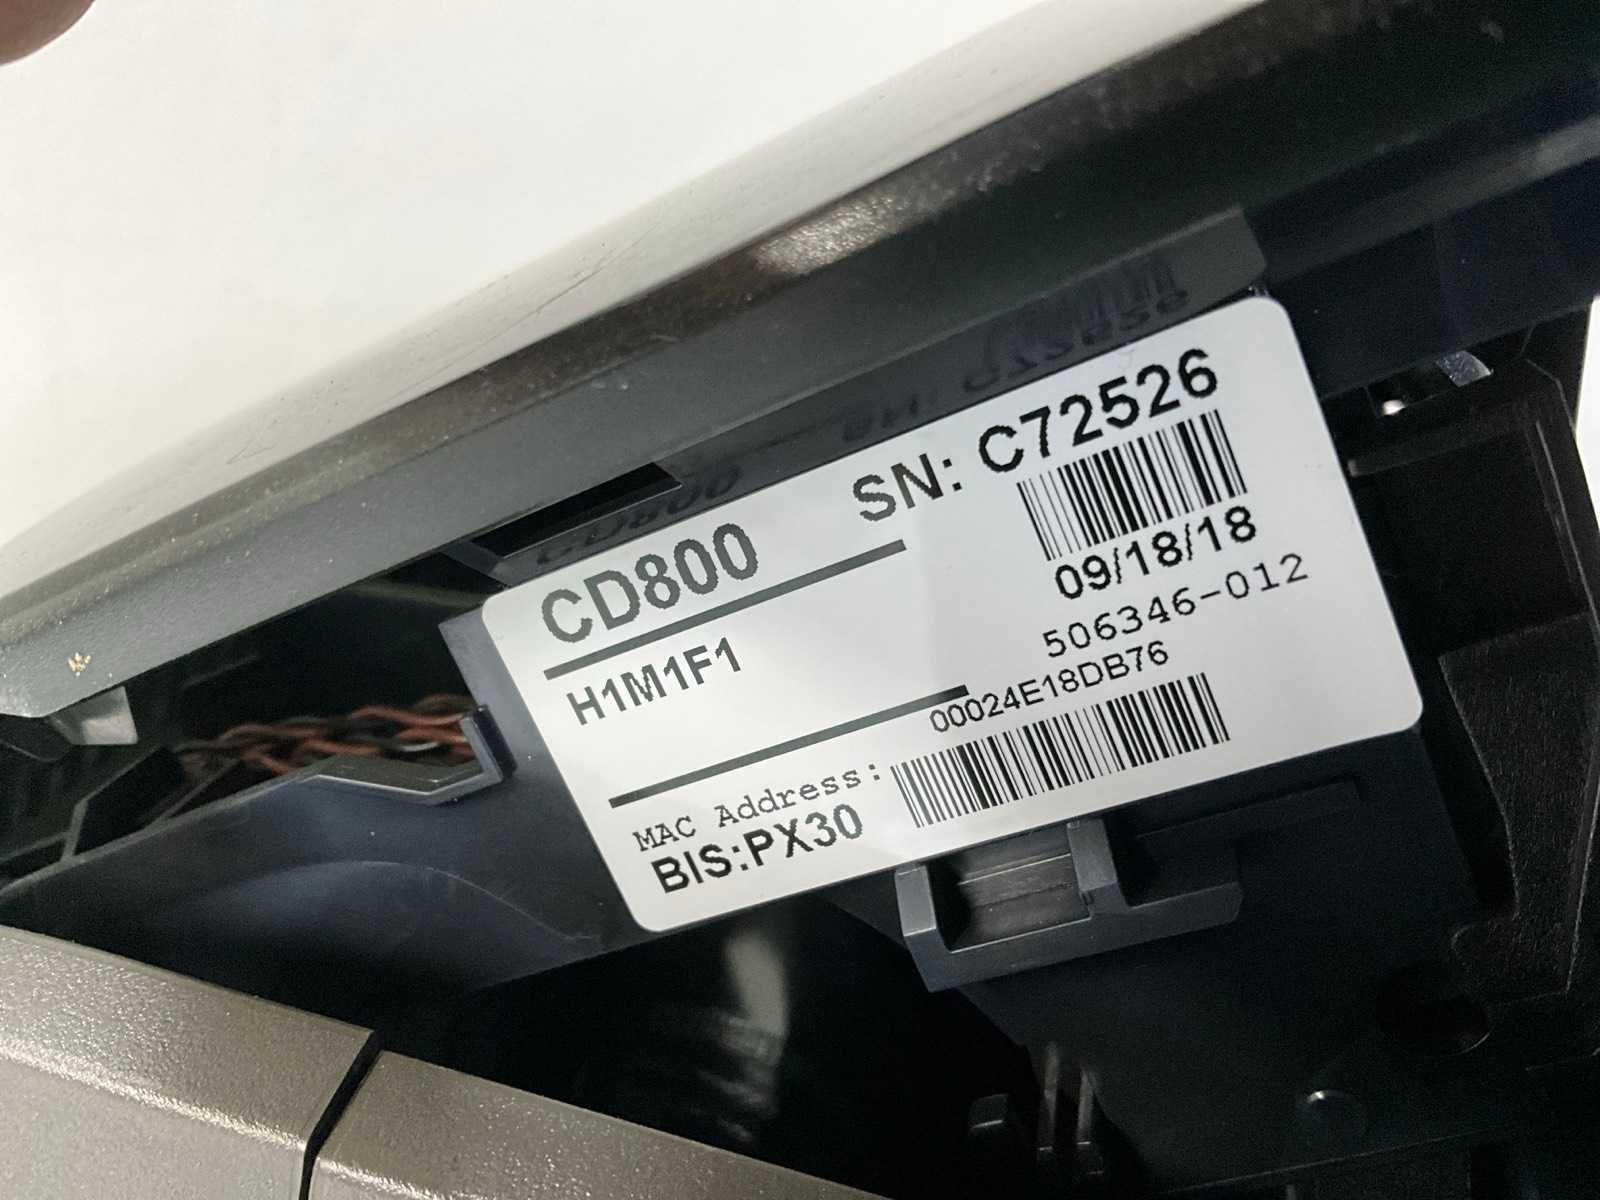 CD800
SN: C72526
09/18/18
H1M1F1
506346-012
00024E18DB76
MAC Address:
BIS:PX30